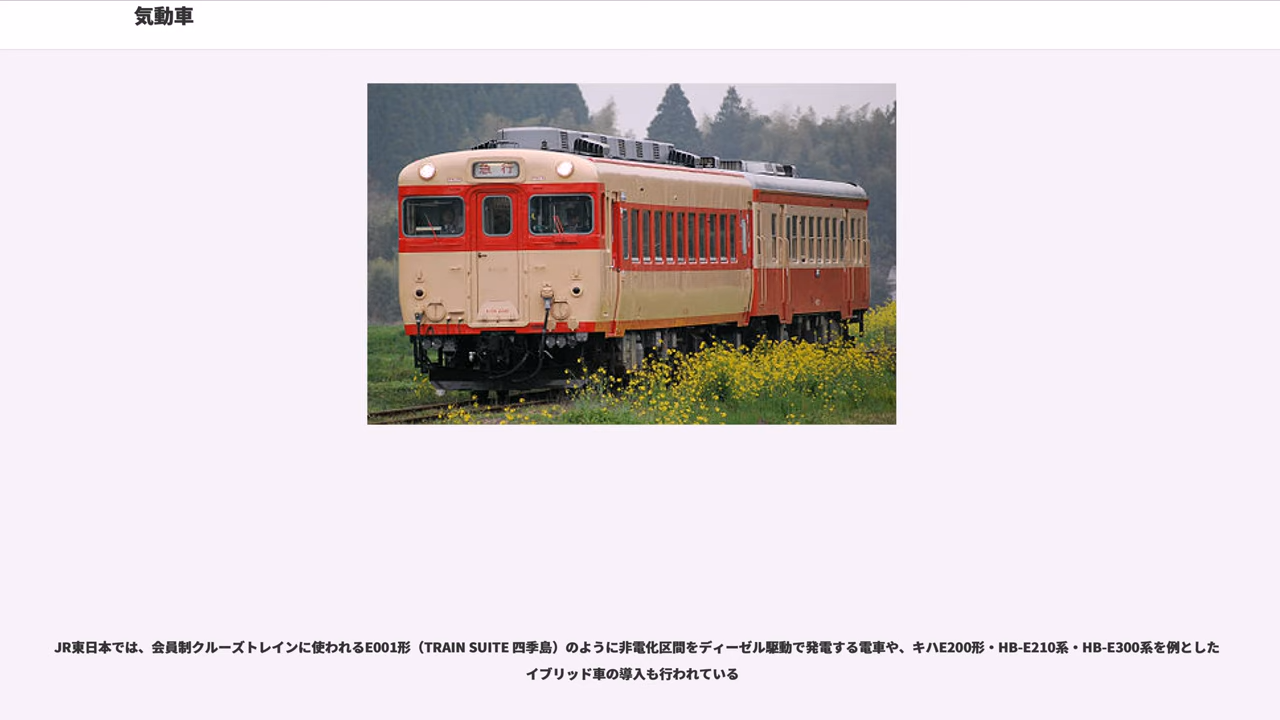 気動車
急行
JR東日本では、会員制クルーズトレインに使われるE001形（TRAIN SUITE 四季島）のように非電化区間をディーゼル駆動で発電する電車や、キハE200形・HB-E210系・HB-E300系を例とした
イブリッド車の導入も行われている